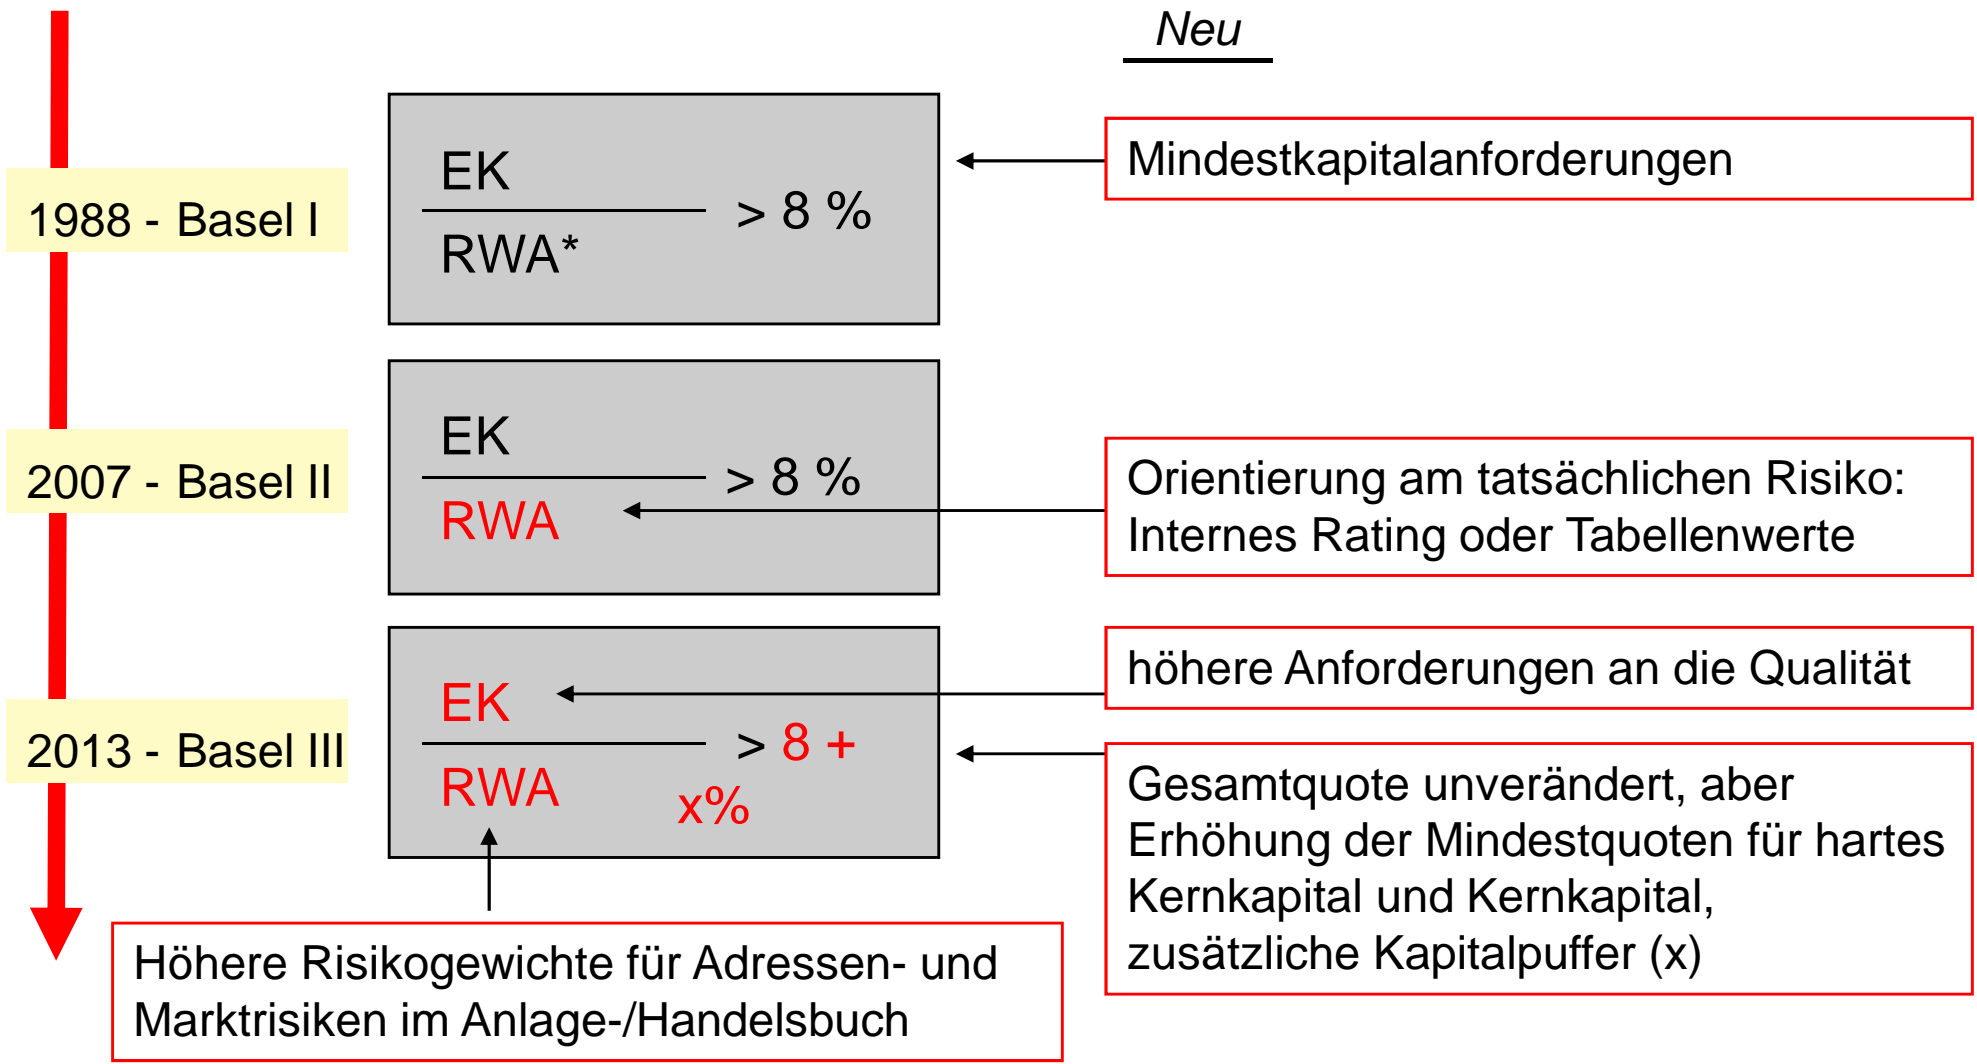 Neu
1988 - Basel I
EK
RWA*
> 8 %
Mindestkapitalanforderungen
2007 - Basel II
EK
RWA
> 8 %
Orientierung am tatsächlichen Risiko:
Internes Rating oder Tabellenwerte
2013 - Basel III
EK
RWA
> 8 +
x%
höhere Anforderungen an die Qualität
Gesamtquote unverändert, aber
Erhöhung der Mindestquoten für hartes
Kernkapital und Kernkapital,
zusätzliche Kapitalpuffer (x)
Höhere Risikogewichte für Adressen- und
Marktrisiken im Anlage-/Handelsbuch